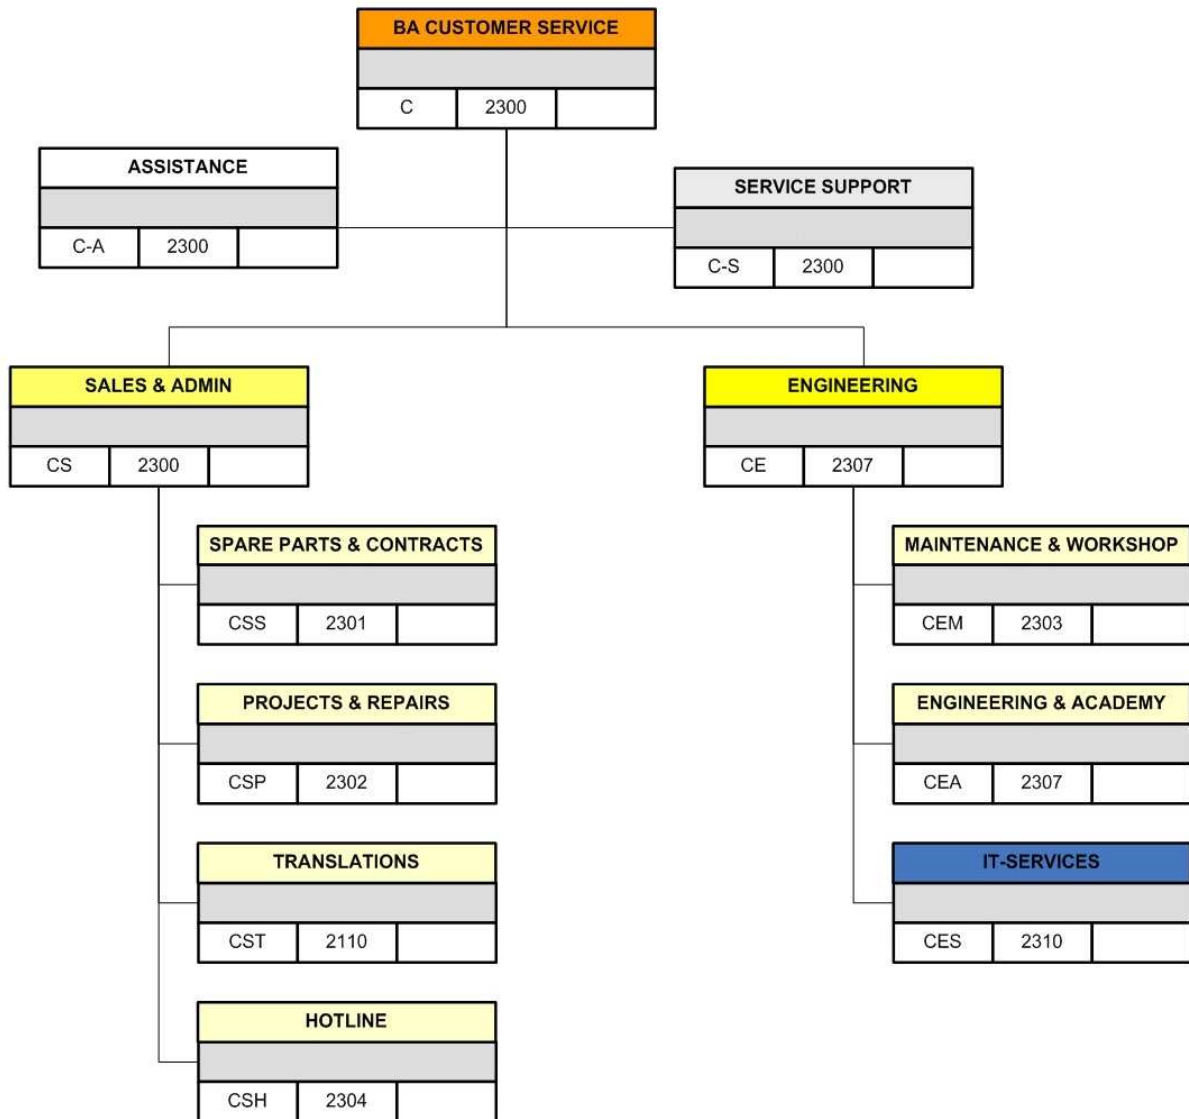 BA CUSTOMER SERVICE
C 2300
ASSISTANCE
C-A 2300
SERVICE SUPPORT
C-S 2300
SALES & ADMIN
CS 2300
ENGINEERING
CE 2307
SPARE PARTS & CONTRACTS
CSS 2301
MAINTENANCE & WORKSHOP
CEM 2303
PROJECTS & REPAIRS
CSP 2302
ENGINEERING & ACADEMY
CEA 2307
TRANSLATIONS
CST 2110
IT-SERVICES
CES 2310
HOTLINE
CSH 2304